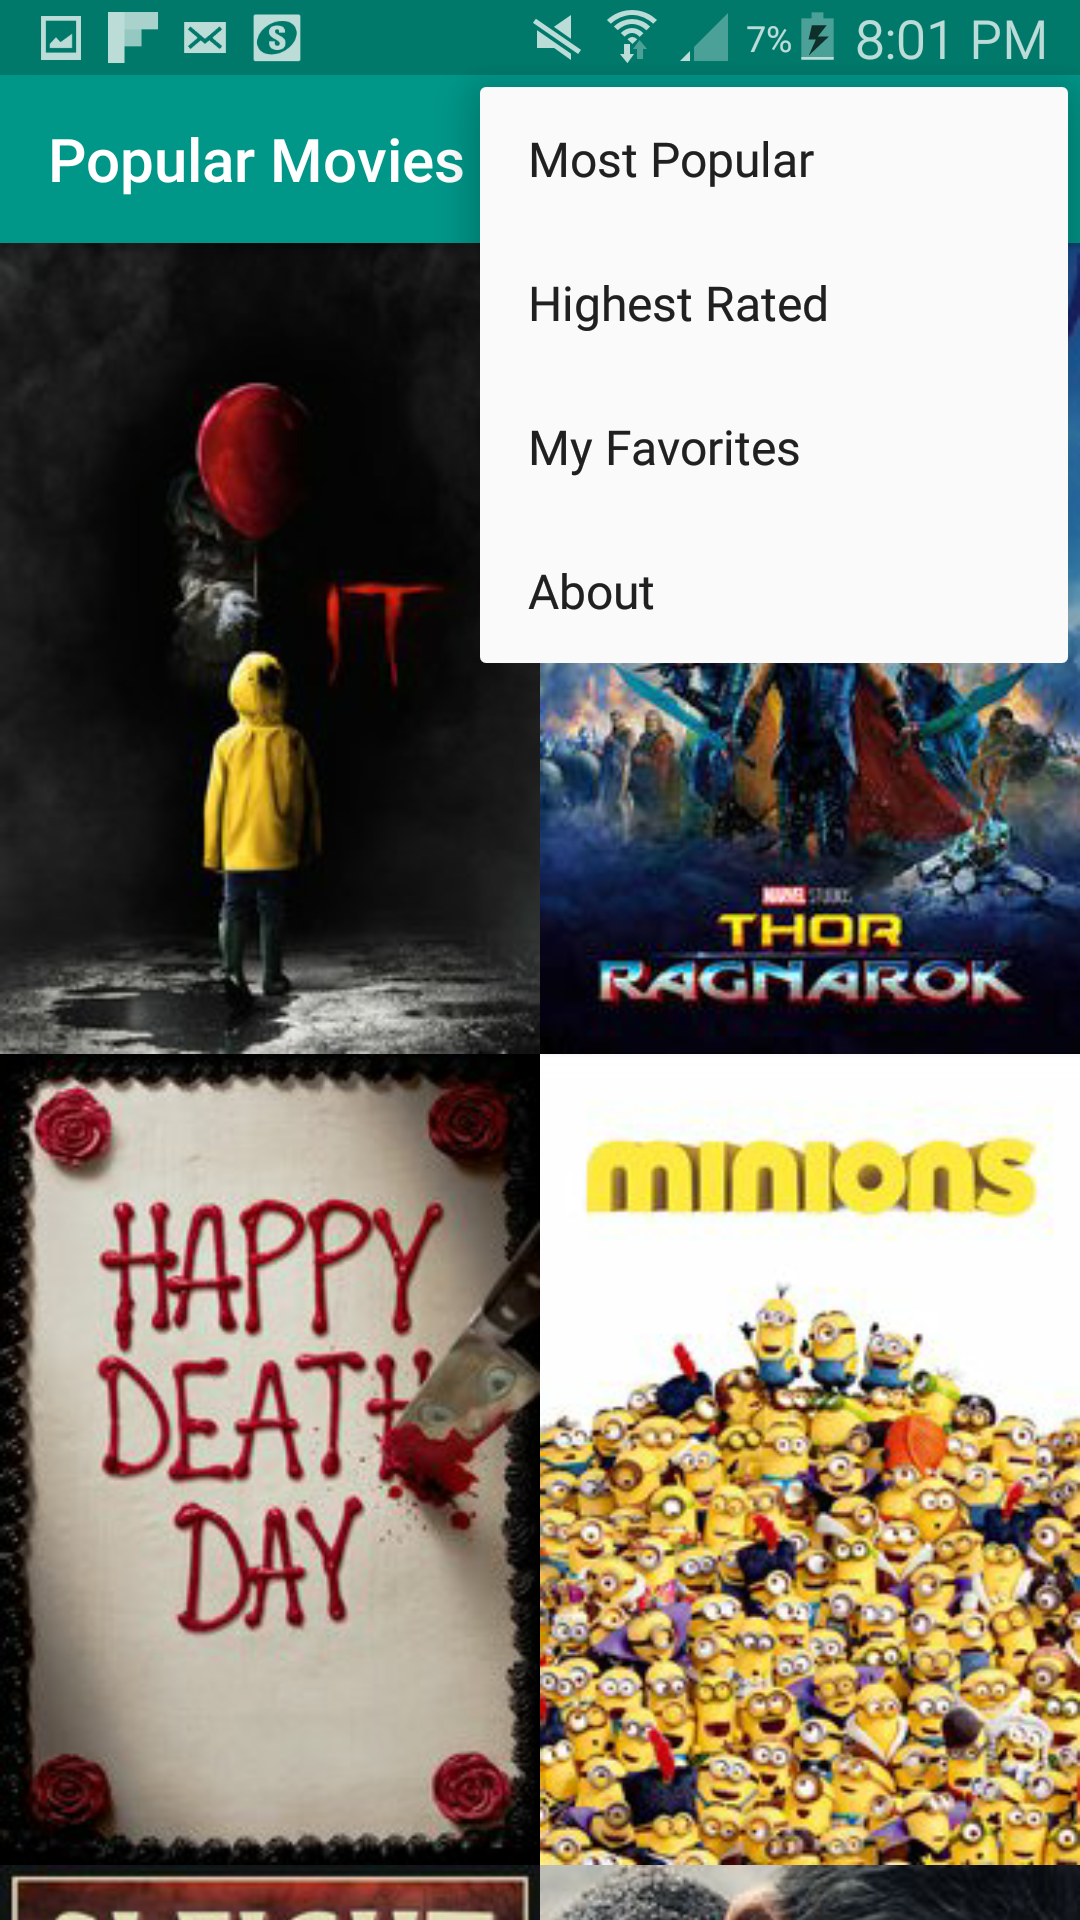 7% 8:01 PM
Popular Movies
Most Popular
Highest Rated
My Favorites
About
IT
MARVEL STUDIOS
THOR
RAGNAROK
HAPPY
DEATH
DAY
minions